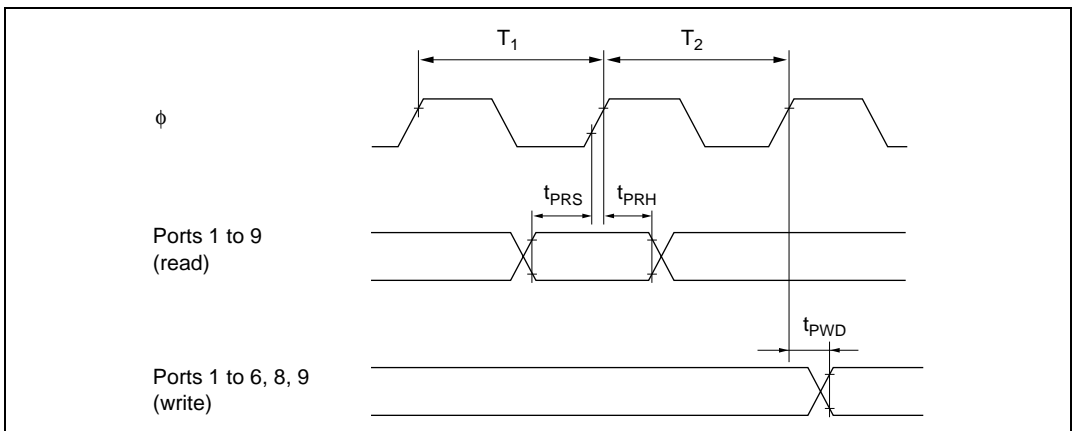 T1 T2
ϕ
tPRS tPRH
Ports 1 to 9
(read)
tPWD
Ports 1 to 6, 8, 9
(write)